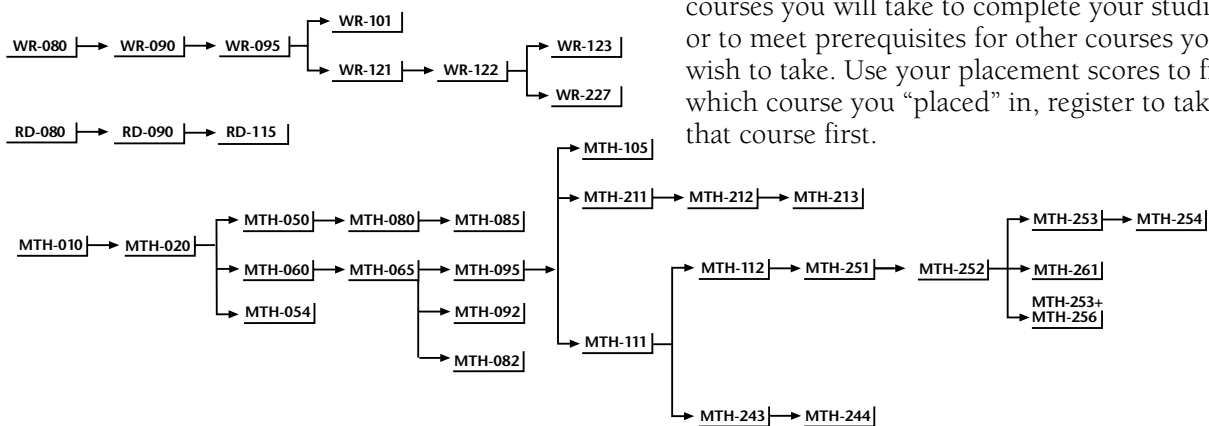 courses you will take to complete your
or to meet prerequisites for other courses
wish to take. Use your placement scores to
which course you “placed” in, register to
that course first.
WR-080
WR-090
WR-095
WR-101
WR-121
WR-122
WR-123
WR-227
RD-080
RD-090
RD-115
MTH-010
MTH-020
MTH-050
MTH-080
MTH-085
MTH-060
MTH-065
MTH-095
MTH-054
MTH-092
MTH-082
MTH-105
MTH-211
MTH-212
MTH-213
MTH-111
MTH-112
MTH-251
MTH-252
MTH-253
MTH-254
MTH-261
MTH-253+
MTH-256
MTH-243
MTH-244